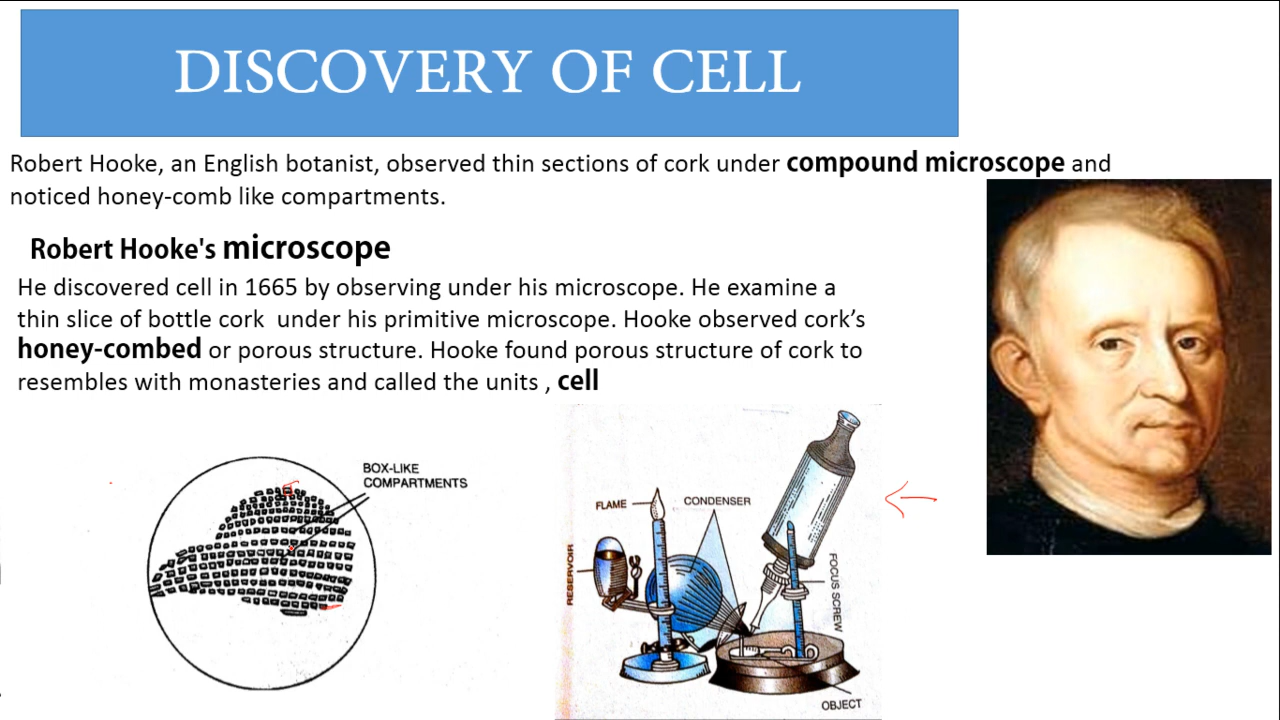 DISCOVERY OF CELL
Robert Hooke, an English botanist, observed thin sections of cork under compound microscope and
noticed honey-comb like compartments.
Robert Hooke's microscope
He discovered cell in 1665 by observing under his microscope. He examine a
thin slice of bottle cork under his primitive microscope. Hooke observed cork’s
honey-combed or porous structure. Hooke found porous structure of cork to
resembles with monasteries and called the units , cell
BOX-LIKE
COMPARTMENTS
FLAME
CONDENSER
RESERVOIR
FOCUS SCREW
OBJECT